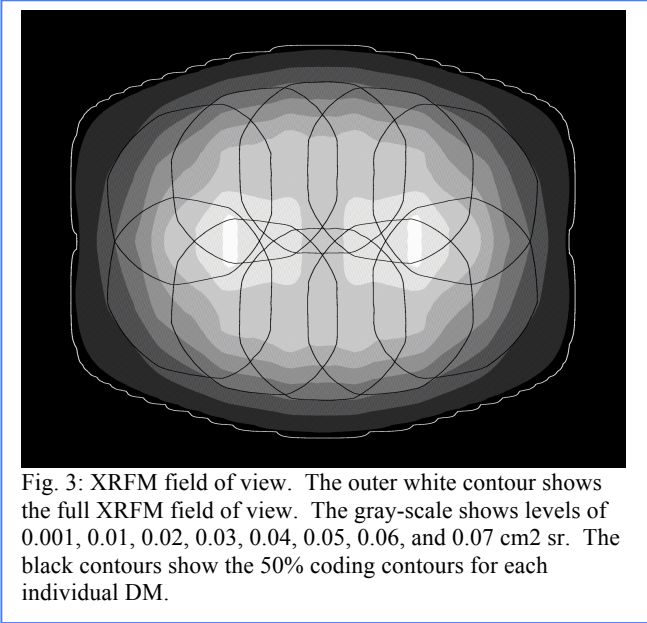 Fig. 3: XRFM field of view.  The outer white contour shows
the full XRFM field of view.  The gray-scale shows levels of
0.001, 0.01, 0.02, 0.03, 0.04, 0.05, 0.06, and 0.07 cm2 sr.  The
black contours show the 50% coding contours for each
individual DM.